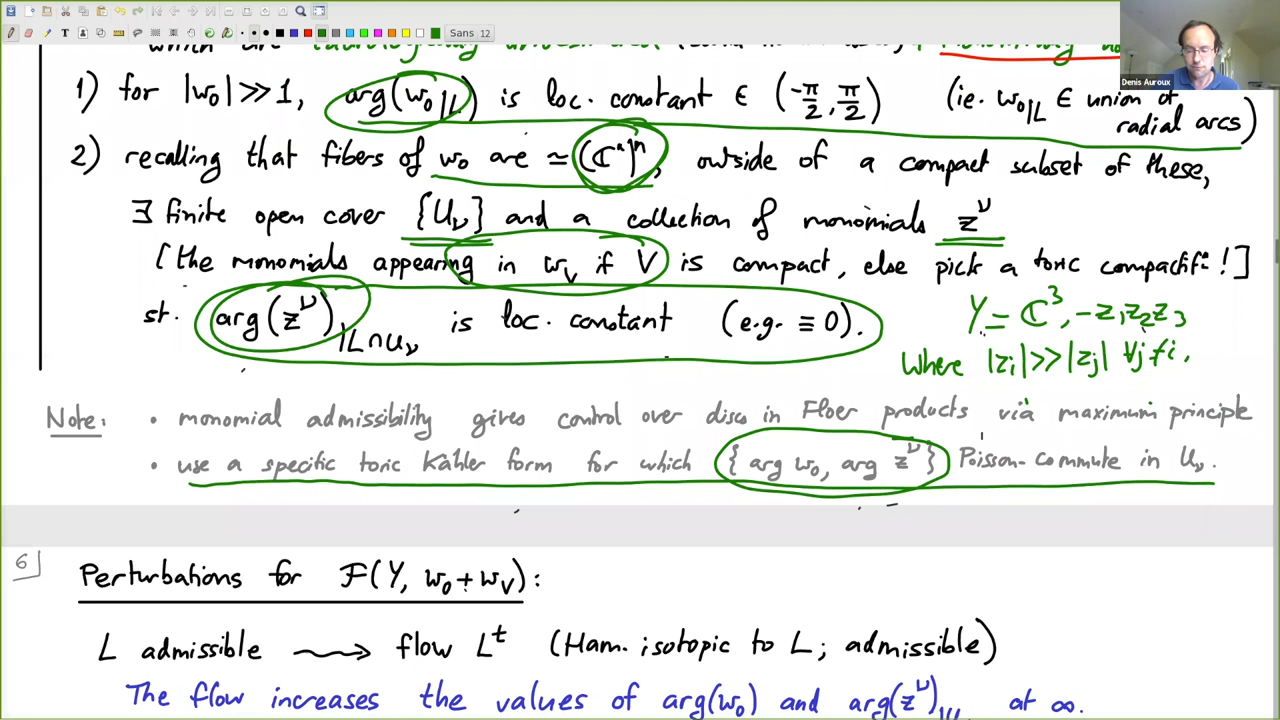 Sans 12
Denis Auroux
which are
1) for |w₀| ≫ 1, arg(w₀|L) is loc. constant ∈ (-π/2, π/2) (ie. w₀|L ∈ union of
radial arcs)
2) recalling that fibers of w₀ are ≃ (ℂ*)ⁿ, outside of a compact subset of these,
∃ finite open cover {U_ν} and a collection of monomials z^ν
[the monomials appearing in w_V if V is compact, else pick a toric compactif!]
st. arg(z^ν)|L∩U_ν is loc. constant (e.g. ≡ 0).
Y = ℂ³, -z₁z₂z₃
where |zᵢ| >> |zⱼ| ∀j≠i.
Note: • monomial admissibility gives control over discs in Floer products via maximum principle
• use a specific toric Kähler form for which {arg w₀, arg z^ν} Poisson-commute in U_ν.
6
Perturbations for F(Y, w₀+w_V):
L admissible ⟿ flow L^t (Ham. isotopic to L; admissible)
The flow increases the values of arg(w₀) and arg(z^ν) at ∞.